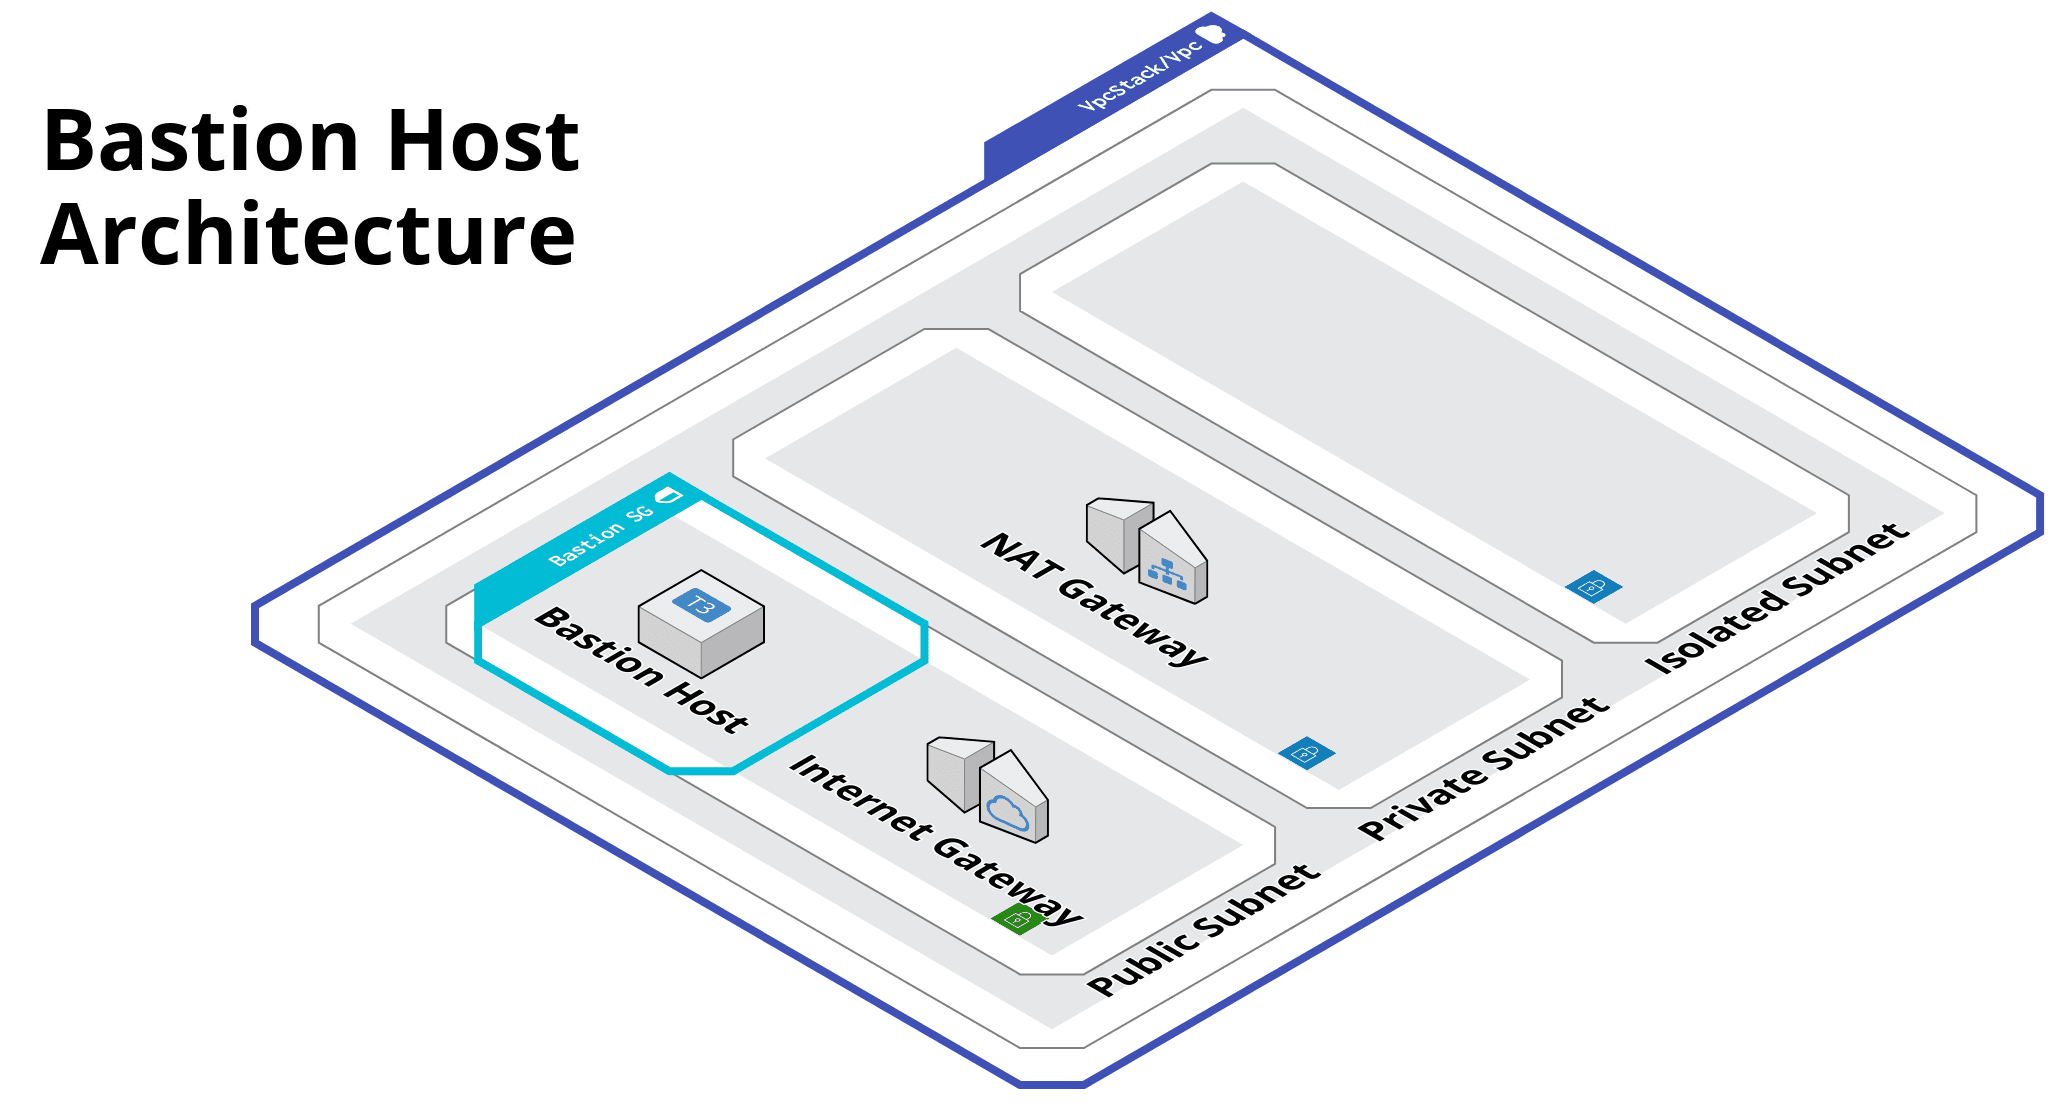 Bastion Host
Architecture
VpcStack/Vpc
Bastion SG
T3
Bastion Host
NAT Gateway
Internet Gateway
Isolated Subnet
Private Subnet
Public Subnet